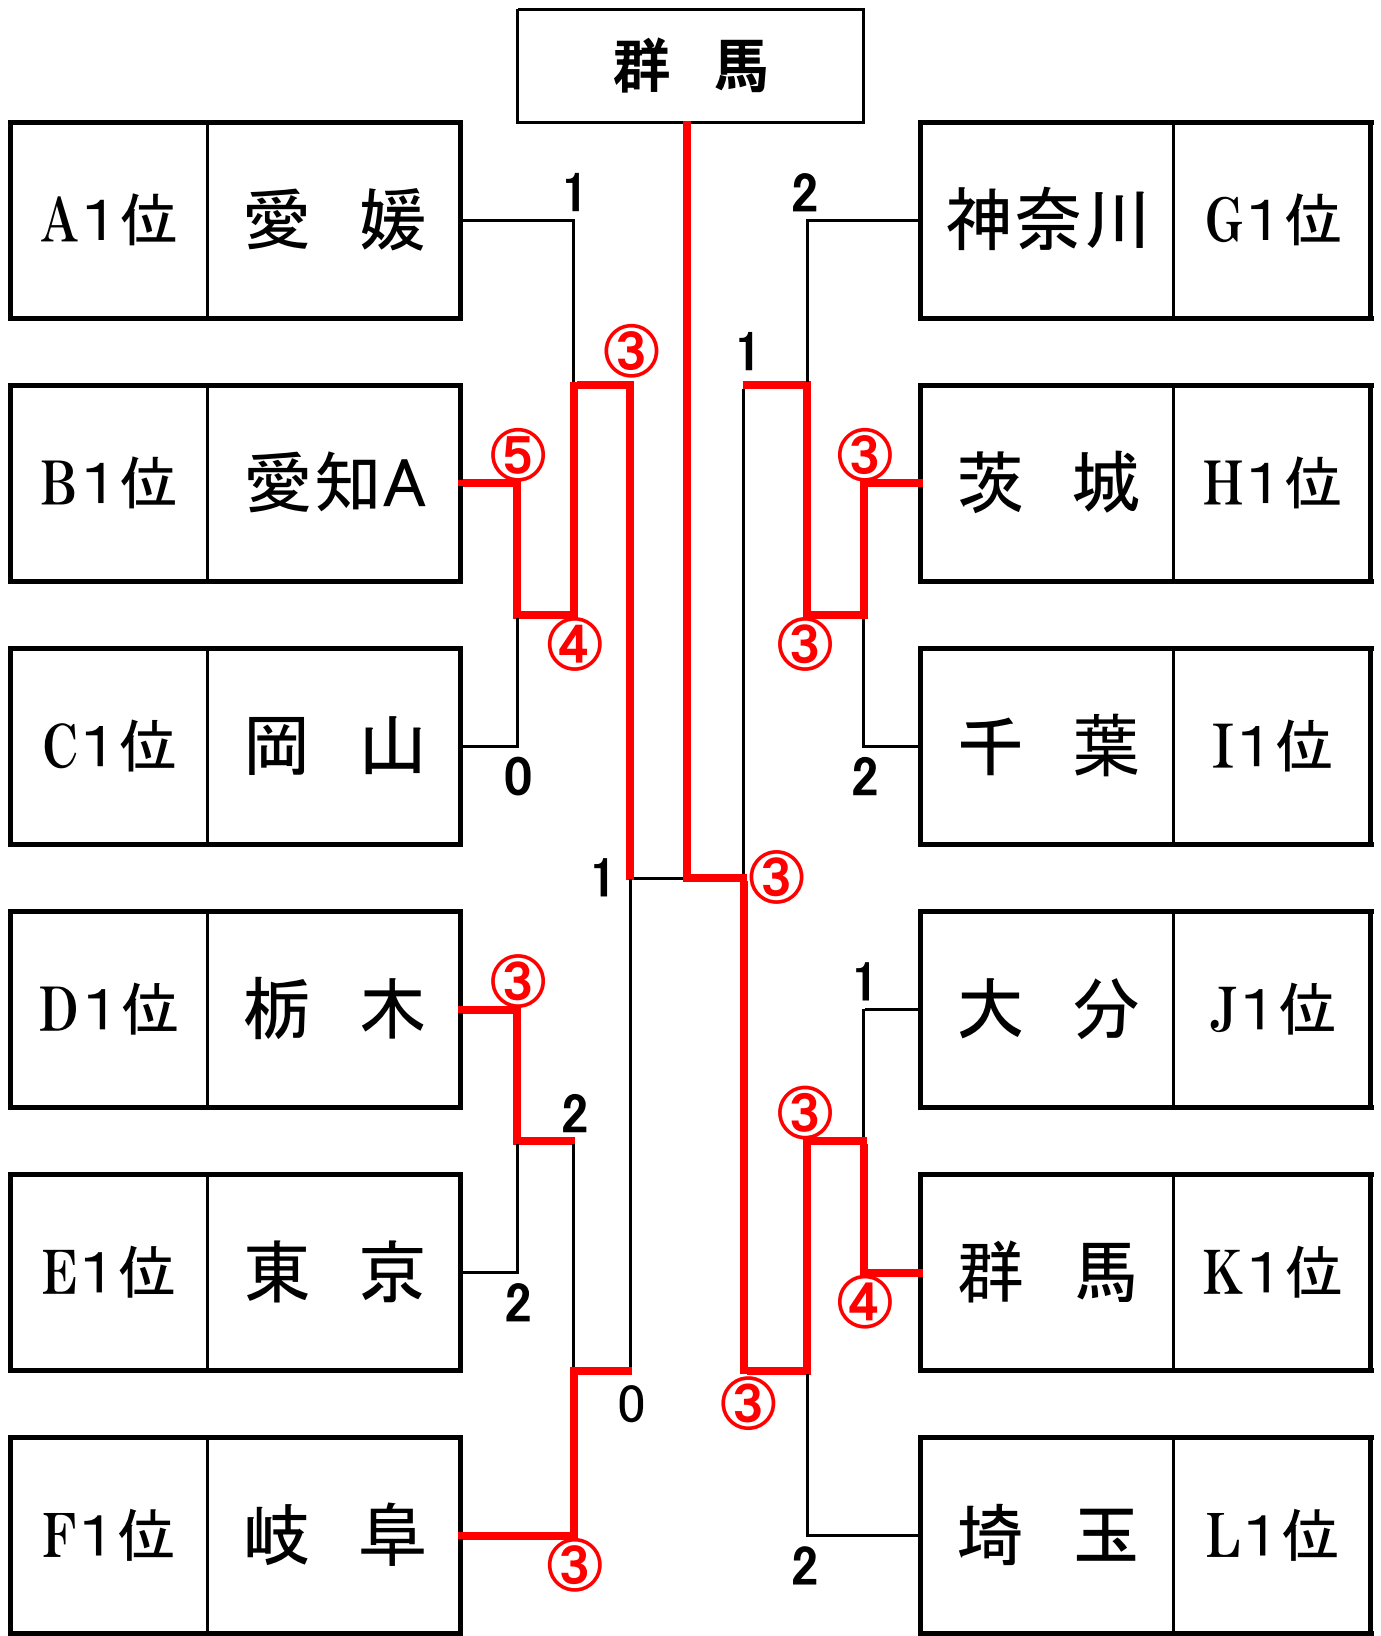 群　馬
A1位 愛　媛 1 2 神奈川 G1位
③ 1
B1位 愛知A ⑤ ③ 茨　城 H1位
④ ③
C1位 岡　山 0 2 千　葉 I1位
1 ③
D1位 栃　木 ③ 1 大　分 J1位
2 ③
E1位 東　京 2 ④ 群　馬 K1位
0 ③
F1位 岐　阜 ③ 2 埼　玉 L1位